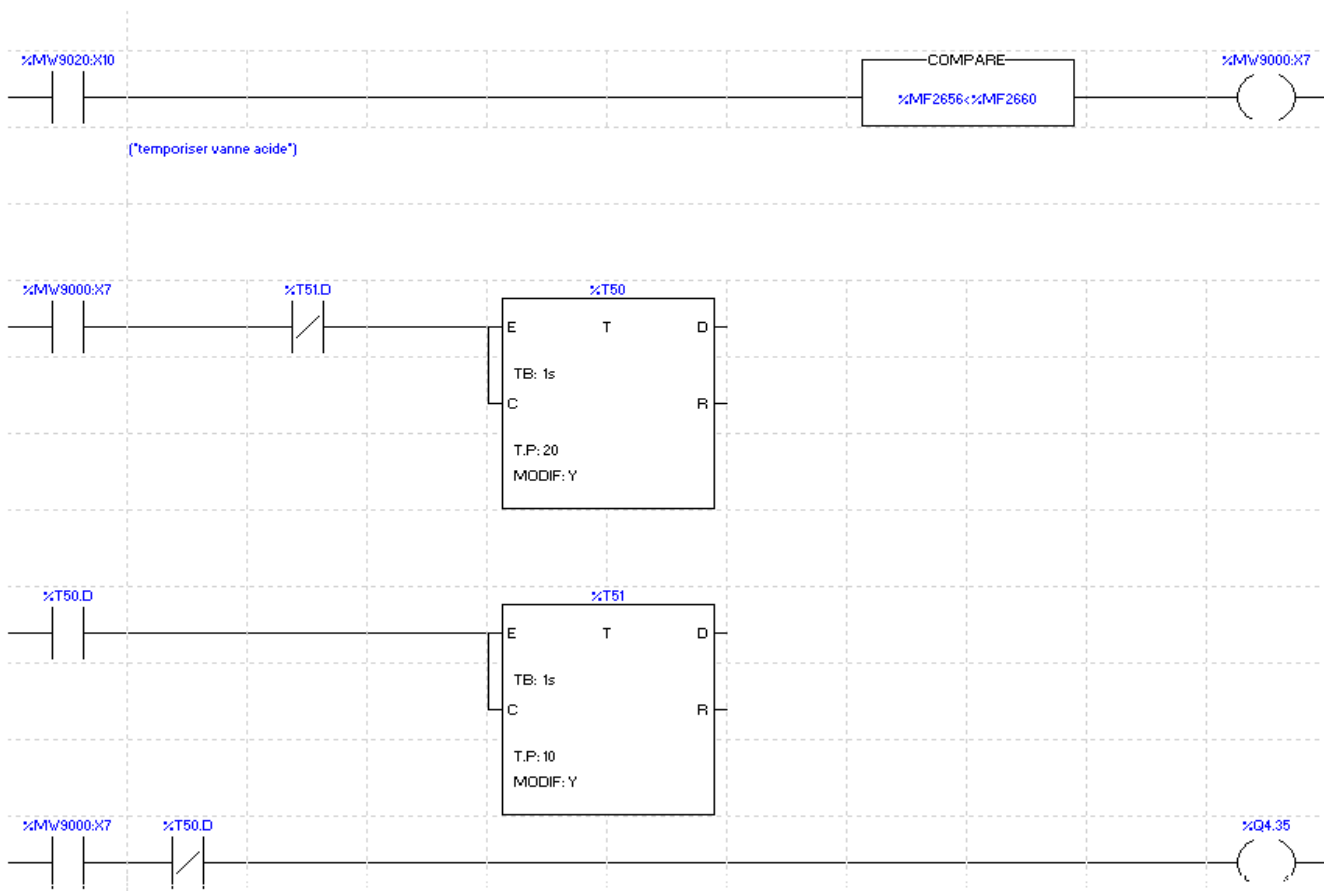 %MW9020:X10
COMPARE
%MW9000:X7
%MF2656<%MF2660
("temporiser vanne acide")
%MW9000:X7
%T51.D
%T50
E T D
TB: 1s
C R
T.P: 20
MODIF: Y
%T50.D
%T51
E T D
TB: 1s
C R
T.P: 10
MODIF: Y
%MW9000:X7
%T50.D
%Q4.35